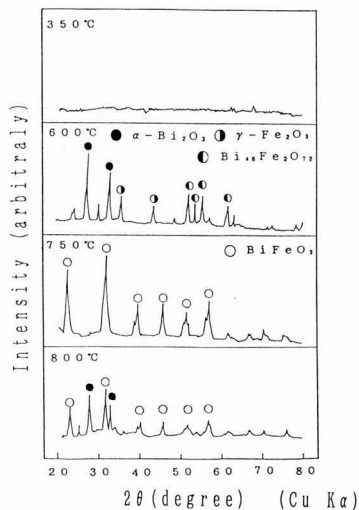 350℃
600℃ ● α-Bi₂O₃ ◑ γ-Fe₂O₃
◐ Bi₄₆Fe₂O₇₂
750℃ ○ BiFeO₃
800℃
Intensity (arbitraly)
20 30 40 50 60 70 80
2θ(degree) (Cu Kα)